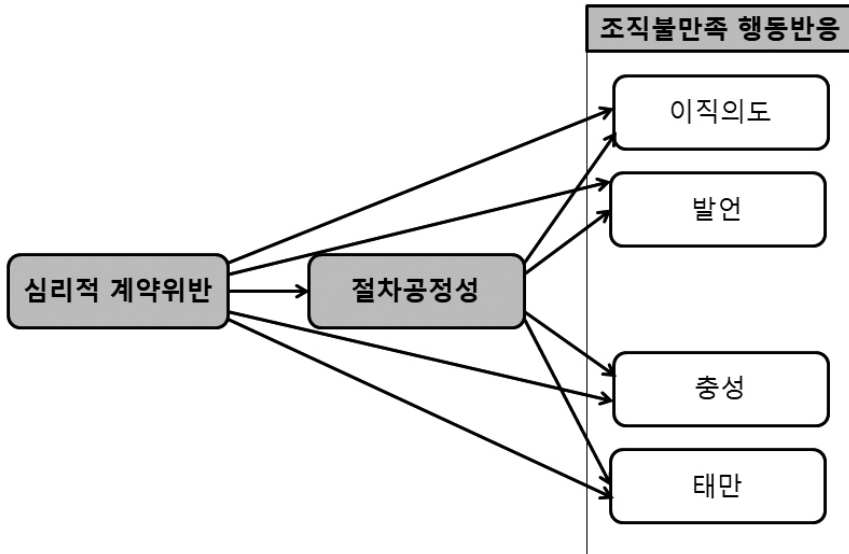 조직불만족 행동반응
이직의도
발언
심리적 계약위반
절차공정성
충성
태만